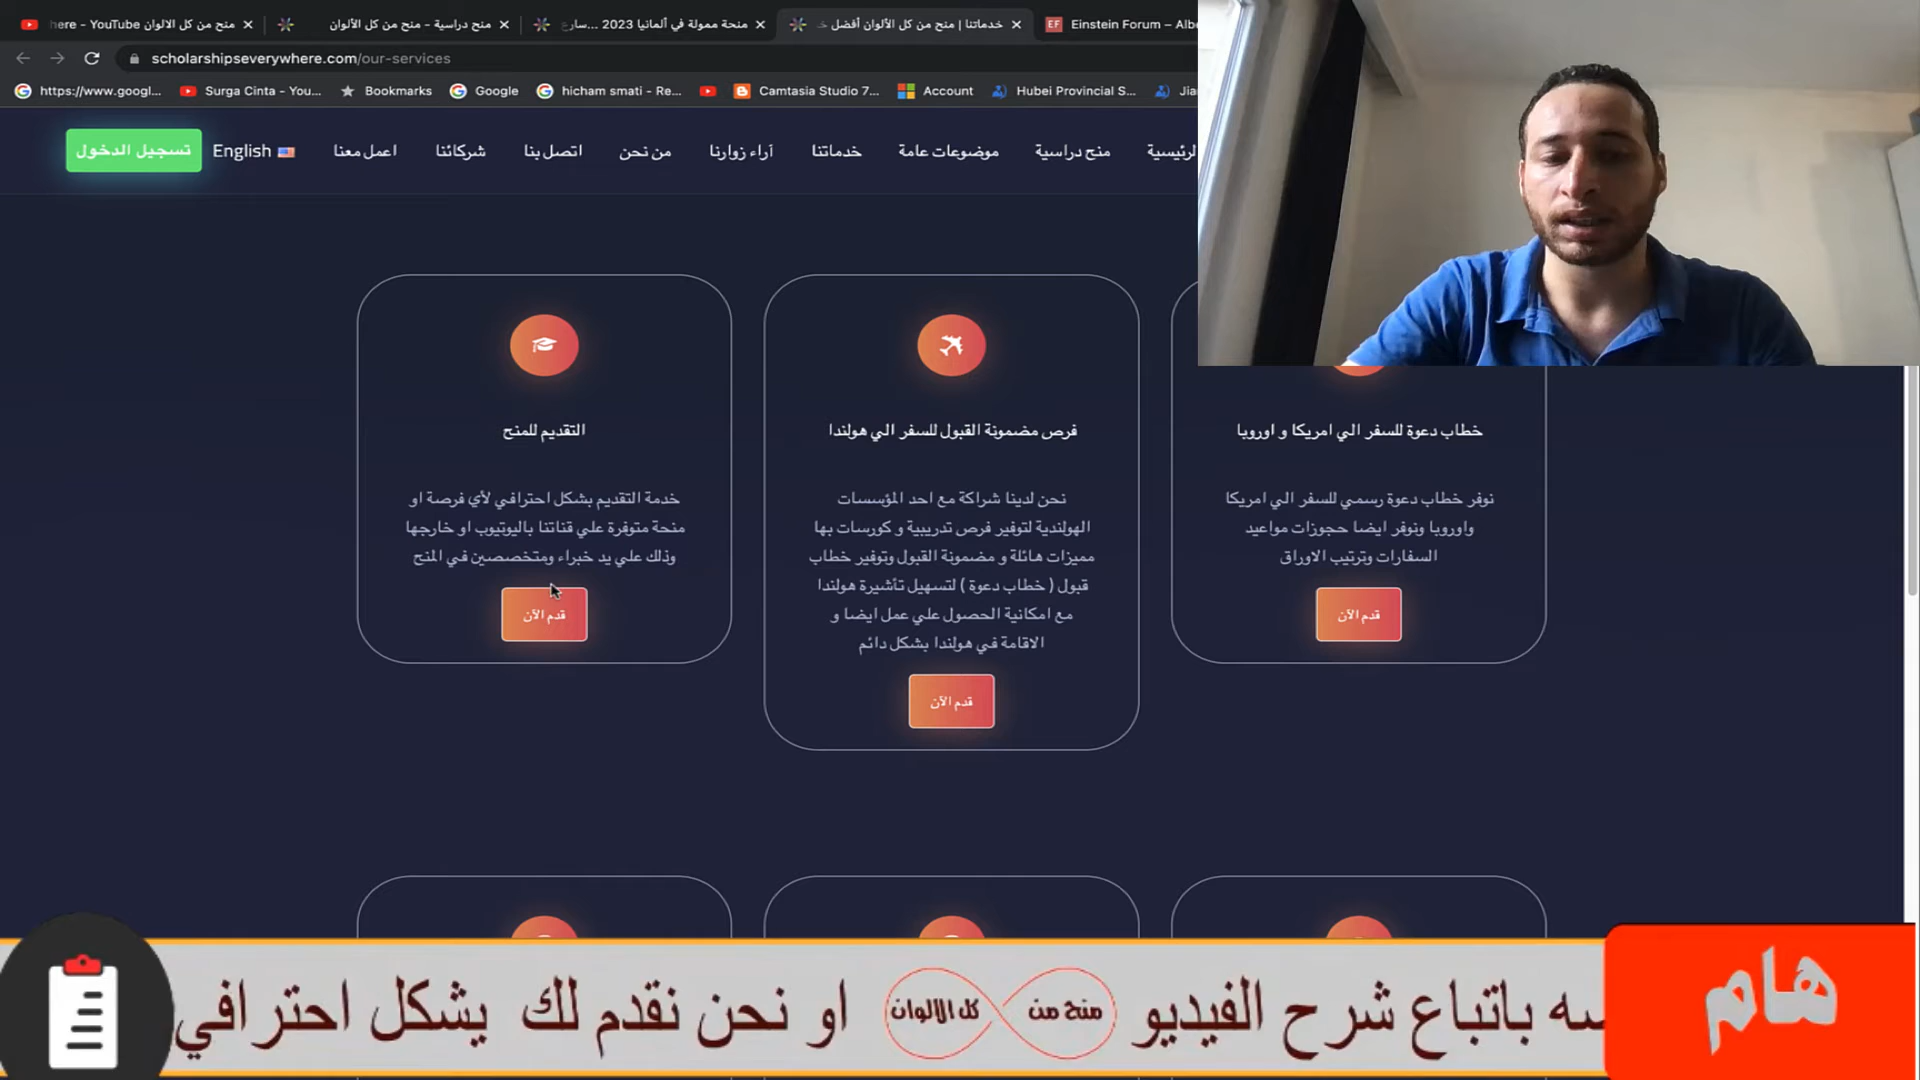 here - YouTube منح من كل الالوان
منح دراسية - منح من كل الألوان
منحة ممولة في ألمانيا 2023 ...سارع
خدماتنا | منح من كل الألوان أفضل خ
EF Einstein Forum – Albe
scholarshipseverywhere.com/our-services
https://www.googl...
Surga Cinta - You...
Bookmarks
Google
hicham smati - Re...
Camtasia Studio 7...
Account
Hubei Provincial S...
Jia
الرئيسية
منح دراسية
موضوعات عامة
خدماتنا
آراء زوارنا
من نحن
اتصل بنا
شركائنا
اعمل معنا
English
تسجيل الدخول
خطاب دعوة للسفر الي امريكا و اوروبا
نوفر خطاب دعوة رسمي للسفر الي امريكا
واوروبا ونوفر ايضا حجوزات مواعيد
السفارات وترتيب الاوراق
قدم الآن
فرص مضمونة القبول للسفر الي هولندا
نحن لدينا شراكة مع احد المؤسسات
الهولندية لتوفير فرص تدريبية و كورسات بها
مميزات هائلة و مضمونة القبول وتوفير خطاب
قبول ( خطاب دعوة ) لتسهيل تأشيرة هولندا
مع امكانية الحصول علي عمل ايضا و
الاقامة في هولندا بشكل دائم
قدم الآن
التقديم للمنح
خدمة التقديم بشكل احترافي لأي فرصة او
منحة متوفرة علي قناتنا باليوتيوب او خارجها
وذلك علي يد خبراء ومتخصصين في المنح
قدم الآن
هام
سه باتباع شرح الفيديو منح من كل الالوان او نحن نقدم لك يشكل احترافي